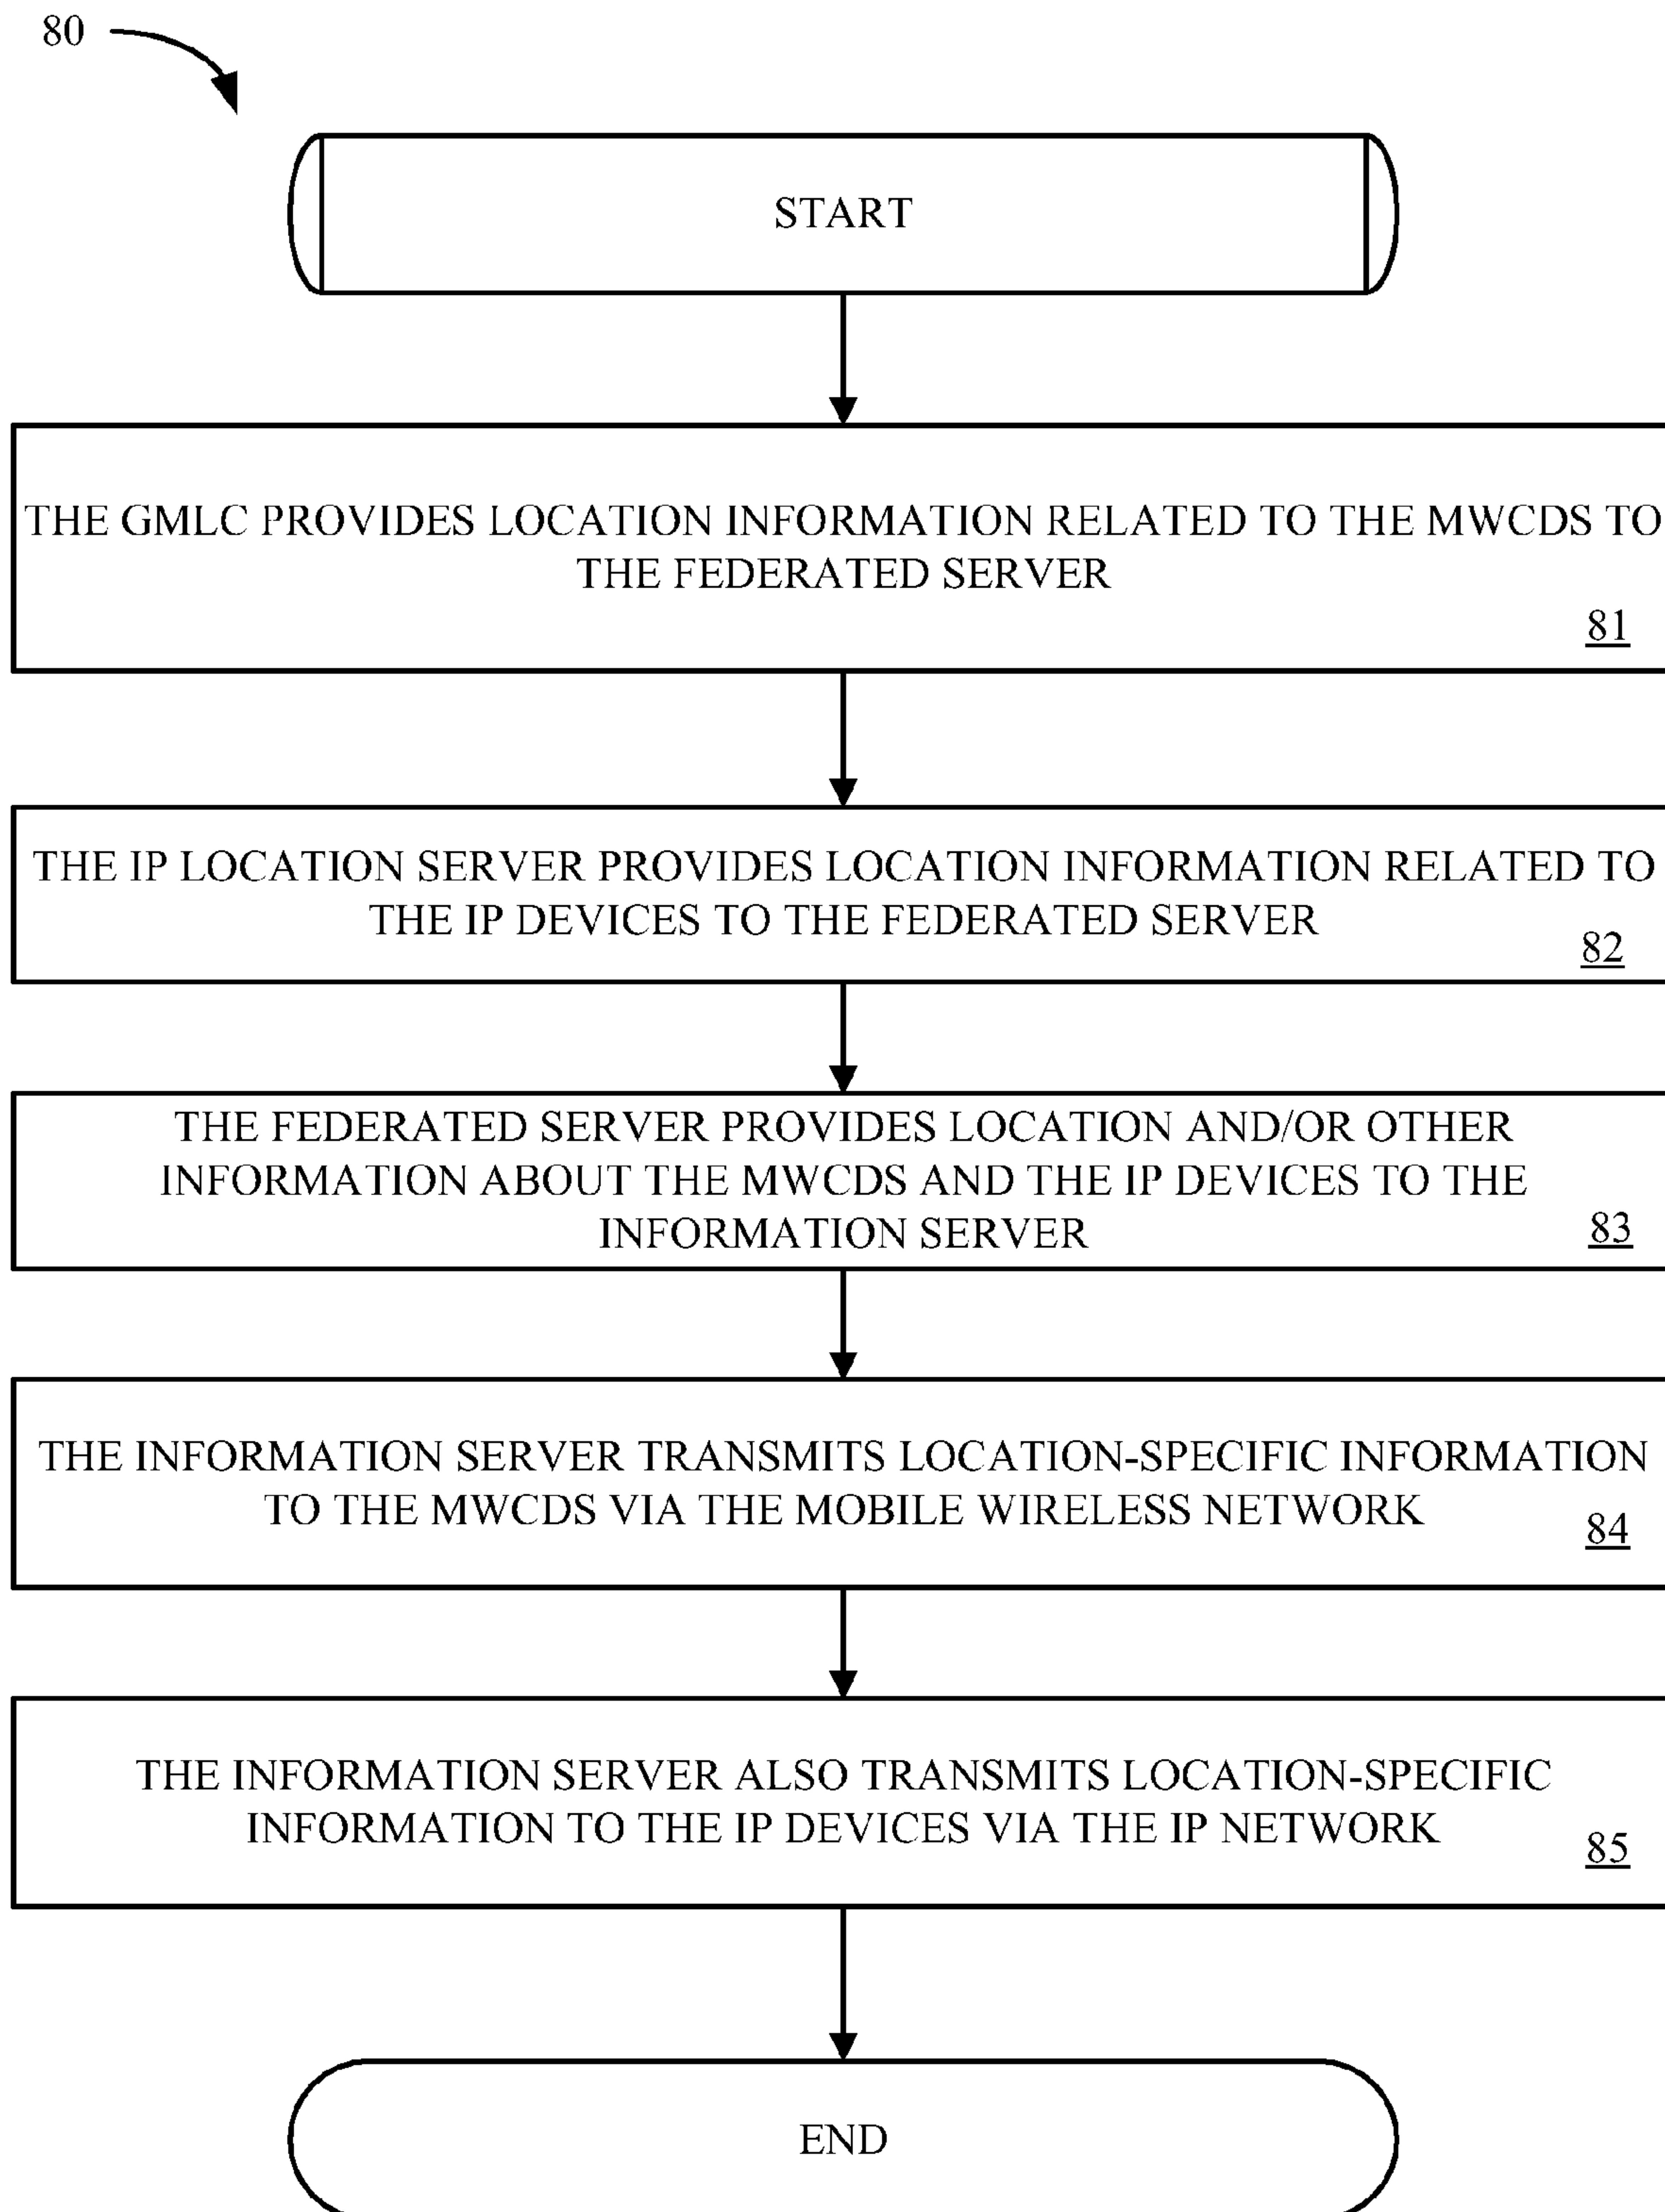 80
START
THE GMLC PROVIDES LOCATION INFORMATION RELATED TO THE MWCDS TO
THE FEDERATED SERVER
81
THE IP LOCATION SERVER PROVIDES LOCATION INFORMATION RELATED TO
THE IP DEVICES TO THE FEDERATED SERVER
82
THE FEDERATED SERVER PROVIDES LOCATION AND/OR OTHER
INFORMATION ABOUT THE MWCDS AND THE IP DEVICES TO THE
INFORMATION SERVER
83
THE INFORMATION SERVER TRANSMITS LOCATION-SPECIFIC INFORMATION
TO THE MWCDS VIA THE MOBILE WIRELESS NETWORK
84
THE INFORMATION SERVER ALSO TRANSMITS LOCATION-SPECIFIC
INFORMATION TO THE IP DEVICES VIA THE IP NETWORK
85
END